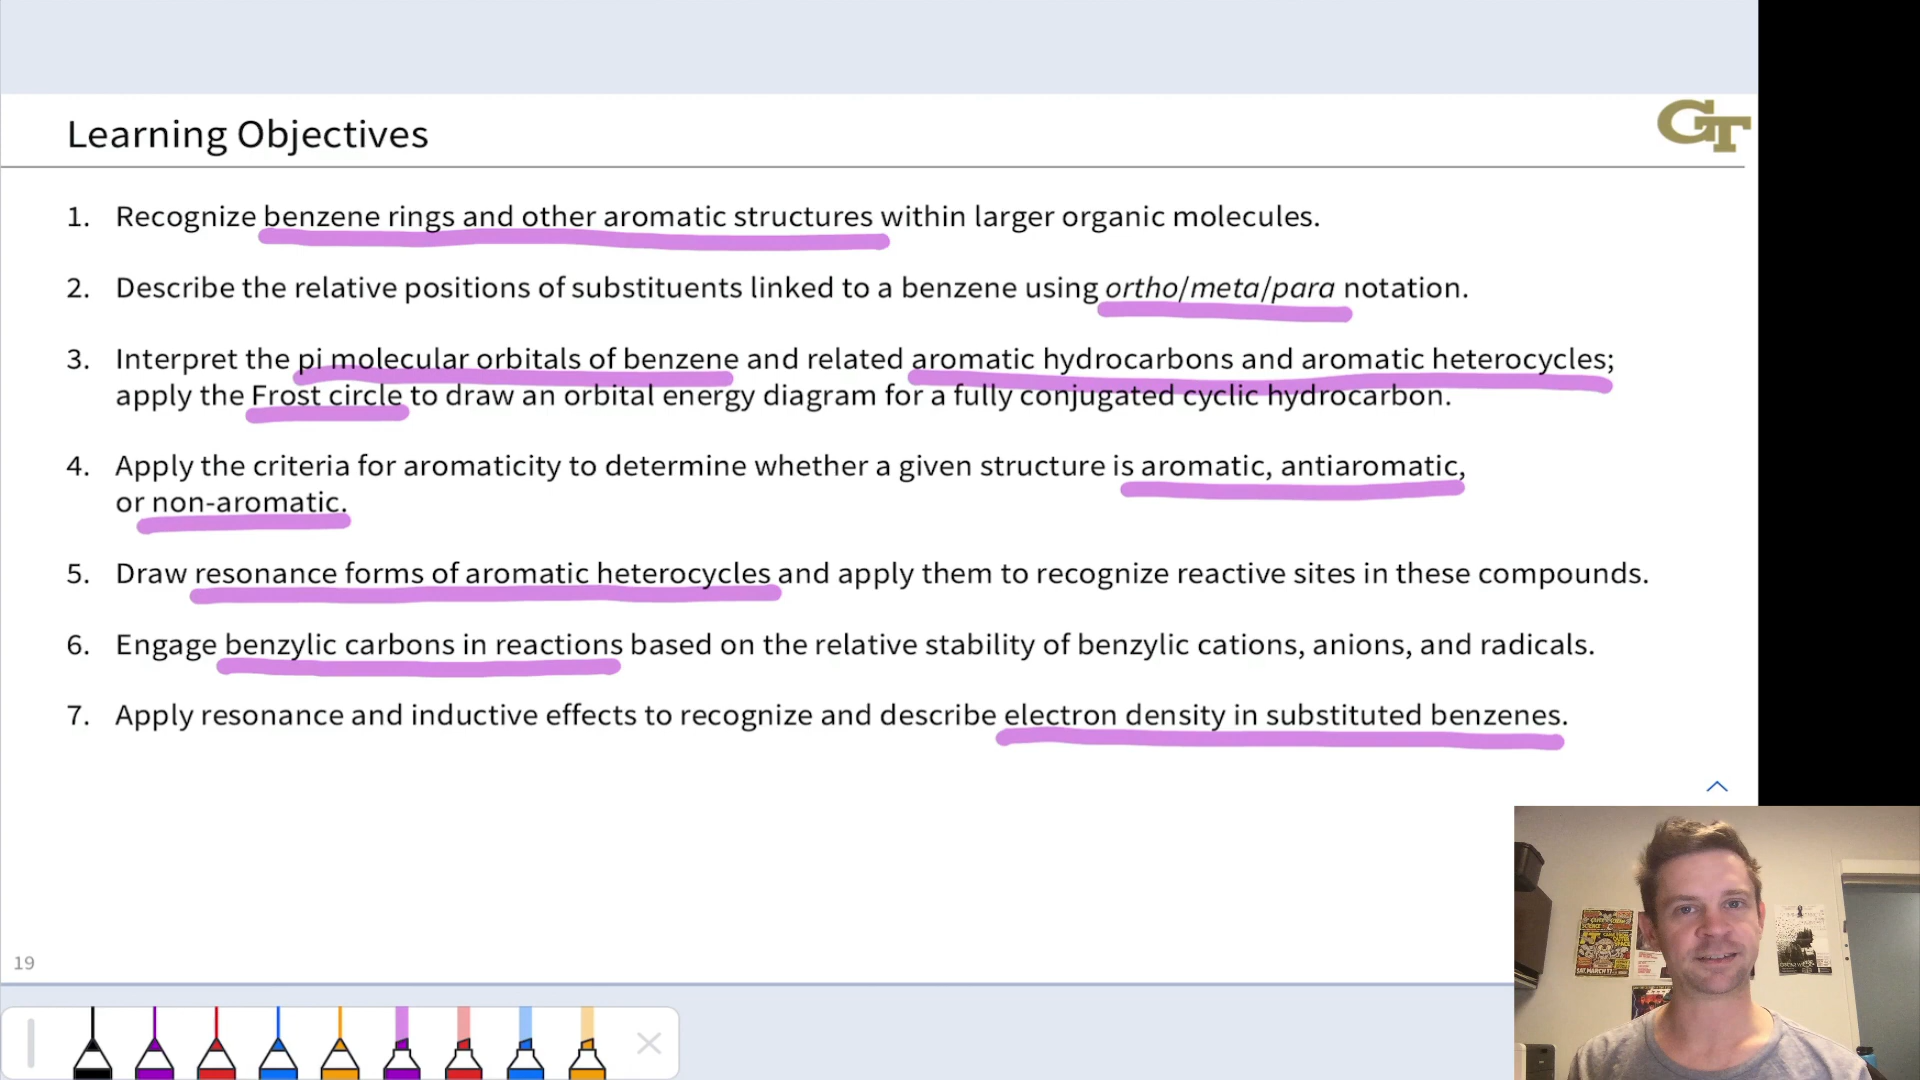 Learning Objectives
GT
1. Recognize benzene rings and other aromatic structures within larger organic molecules.
2. Describe the relative positions of substituents linked to a benzene using ortho/meta/para notation.
3. Interpret the pi molecular orbitals of benzene and related aromatic hydrocarbons and aromatic heterocycles;
apply the Frost circle to draw an orbital energy diagram for a fully conjugated cyclic hydrocarbon.
4. Apply the criteria for aromaticity to determine whether a given structure is aromatic, antiaromatic,
or non-aromatic.
5. Draw resonance forms of aromatic heterocycles and apply them to recognize reactive sites in these compounds.
6. Engage benzylic carbons in reactions based on the relative stability of benzylic cations, anions, and radicals.
7. Apply resonance and inductive effects to recognize and describe electron density in substituted benzenes.
19
SAT, MARCH 17